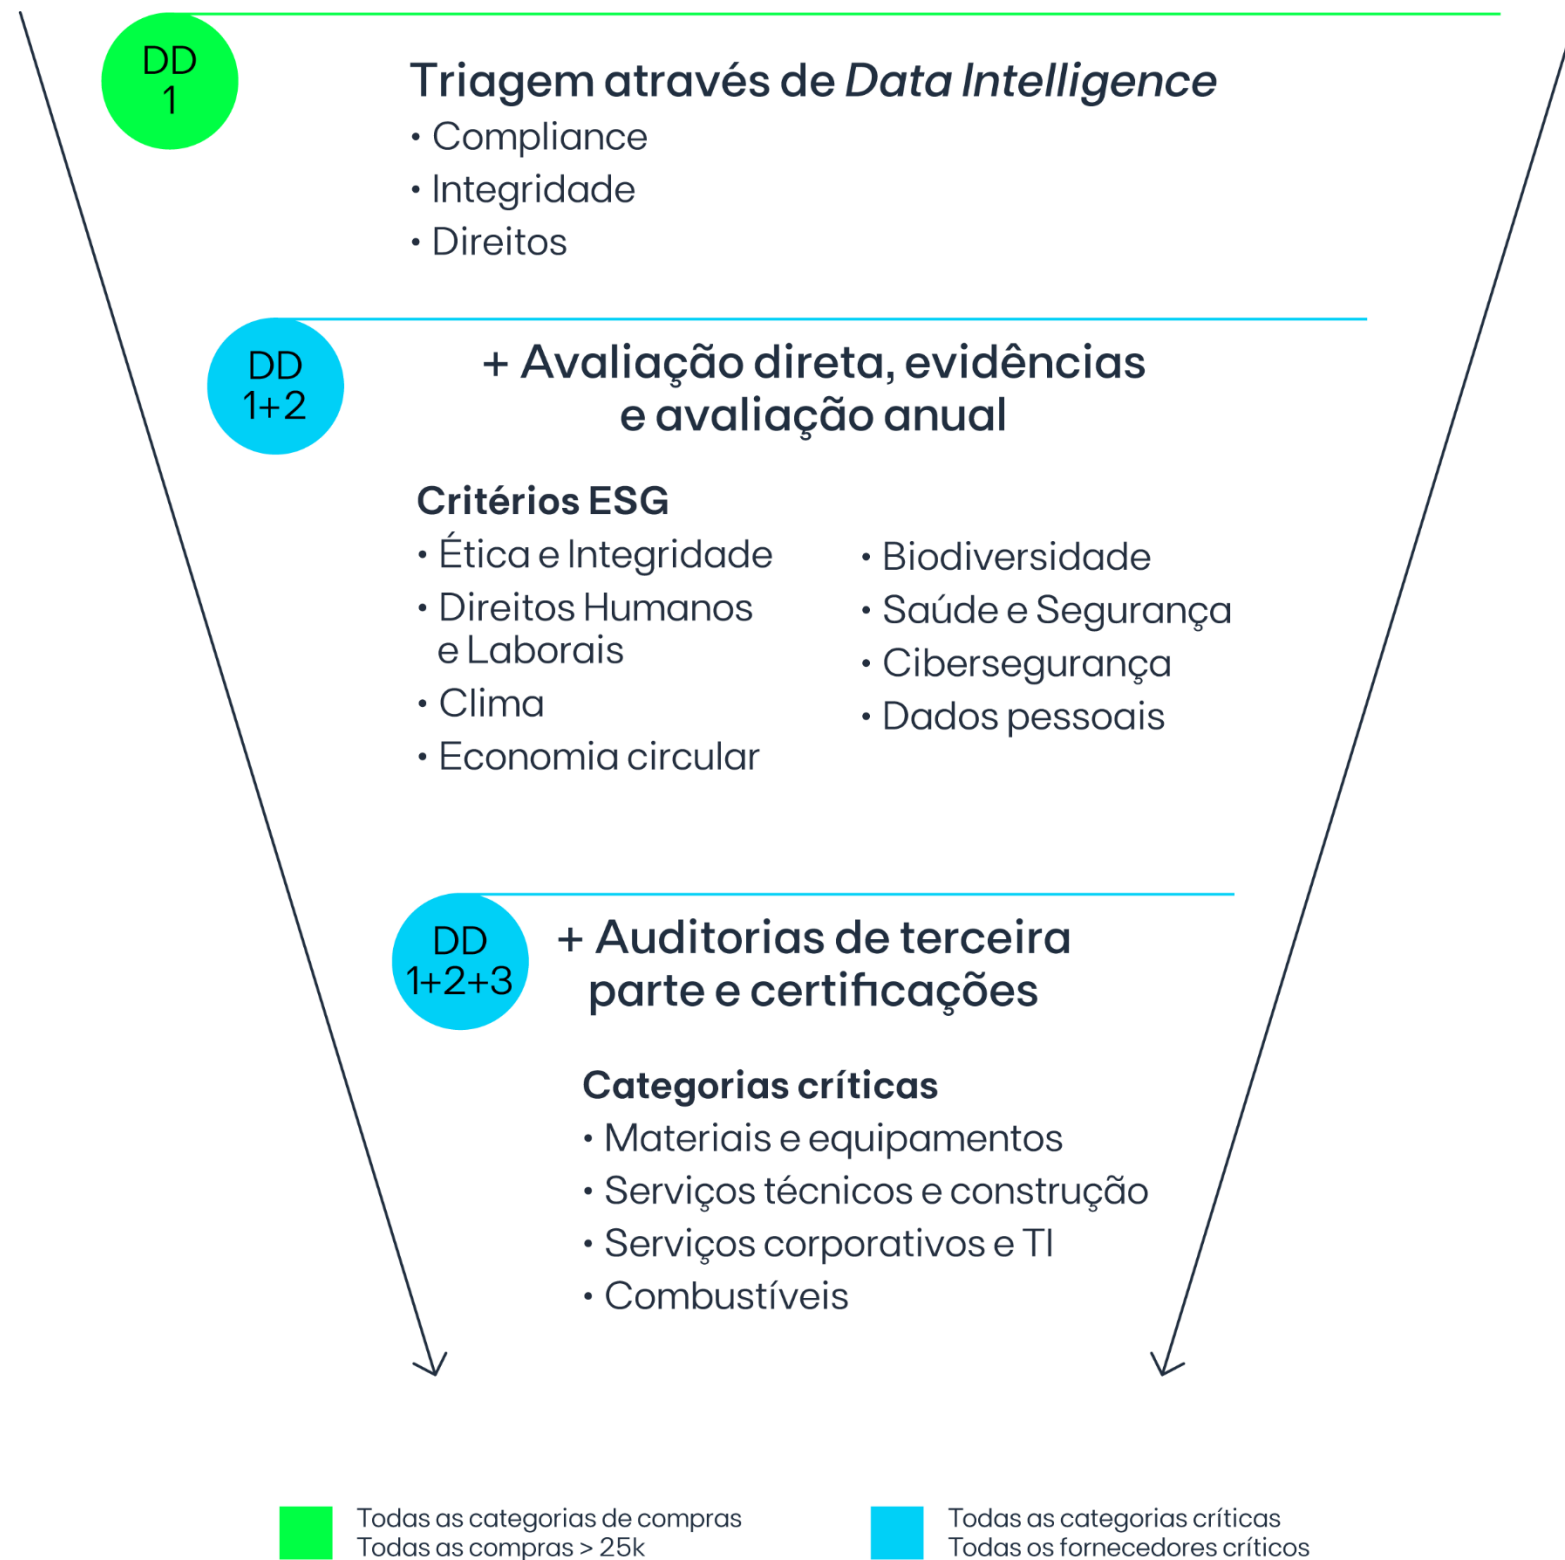 DD
1
Triagem através de Data Intelligence
• Compliance
• Integridade
• Direitos
DD
1+2
+ Avaliação direta, evidências
e avaliação anual
Critérios ESG
• Ética e Integridade
• Direitos Humanos
e Laborais
• Clima
• Economia circular
• Biodiversidade
• Saúde e Segurança
• Cibersegurança
• Dados pessoais
DD
1+2+3
+ Auditorias de terceira
parte e certificações
Categorias críticas
• Materiais e equipamentos
• Serviços técnicos e construção
• Serviços corporativos e TI
• Combustíveis
Todas as categorias de compras
Todas as compras > 25k
Todas as categorias críticas
Todas os fornecedores críticos